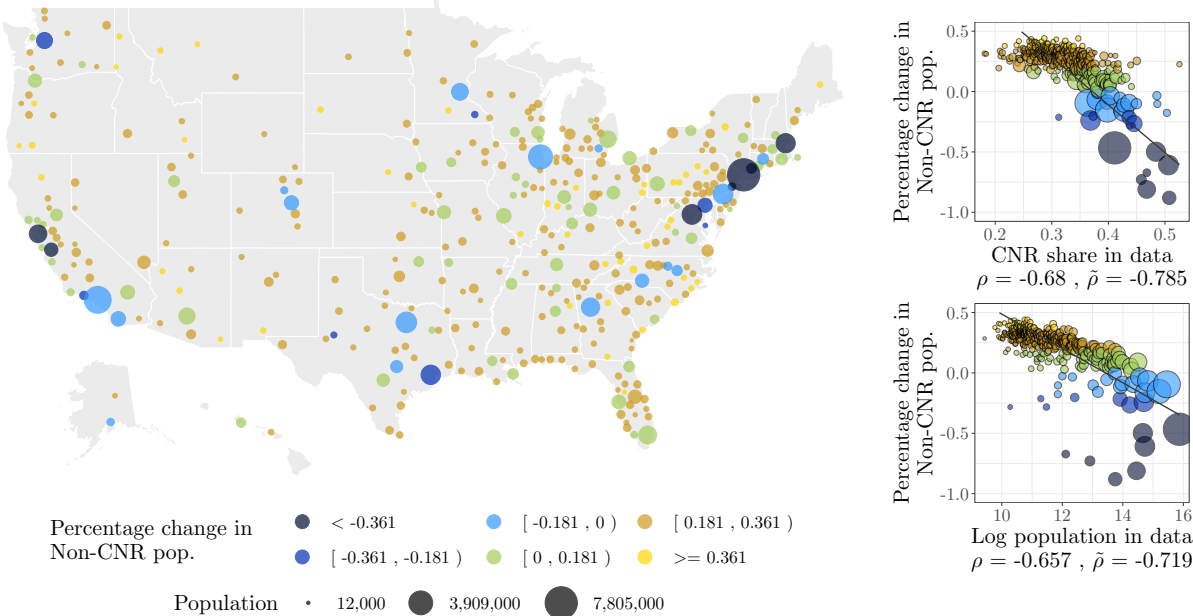 Percentage change in
Non-CNR pop.
< -0.361
[ -0.181 , 0 )
[ 0.181 , 0.361 )
[ -0.361 , -0.181 )
[ 0 , 0.181 )
>= 0.361
Population
12,000
3,909,000
7,805,000
Percentage change in
Non-CNR pop.
0.5
0.0
-0.5
-1.0
0.2
0.3
0.4
0.5
CNR share in data
ρ = -0.68 , ρ̃ = -0.785
Percentage change in
Non-CNR pop.
0.5
0.0
-0.5
-1.0
10
12
14
16
Log population in data
ρ = -0.657 , ρ̃ = -0.719